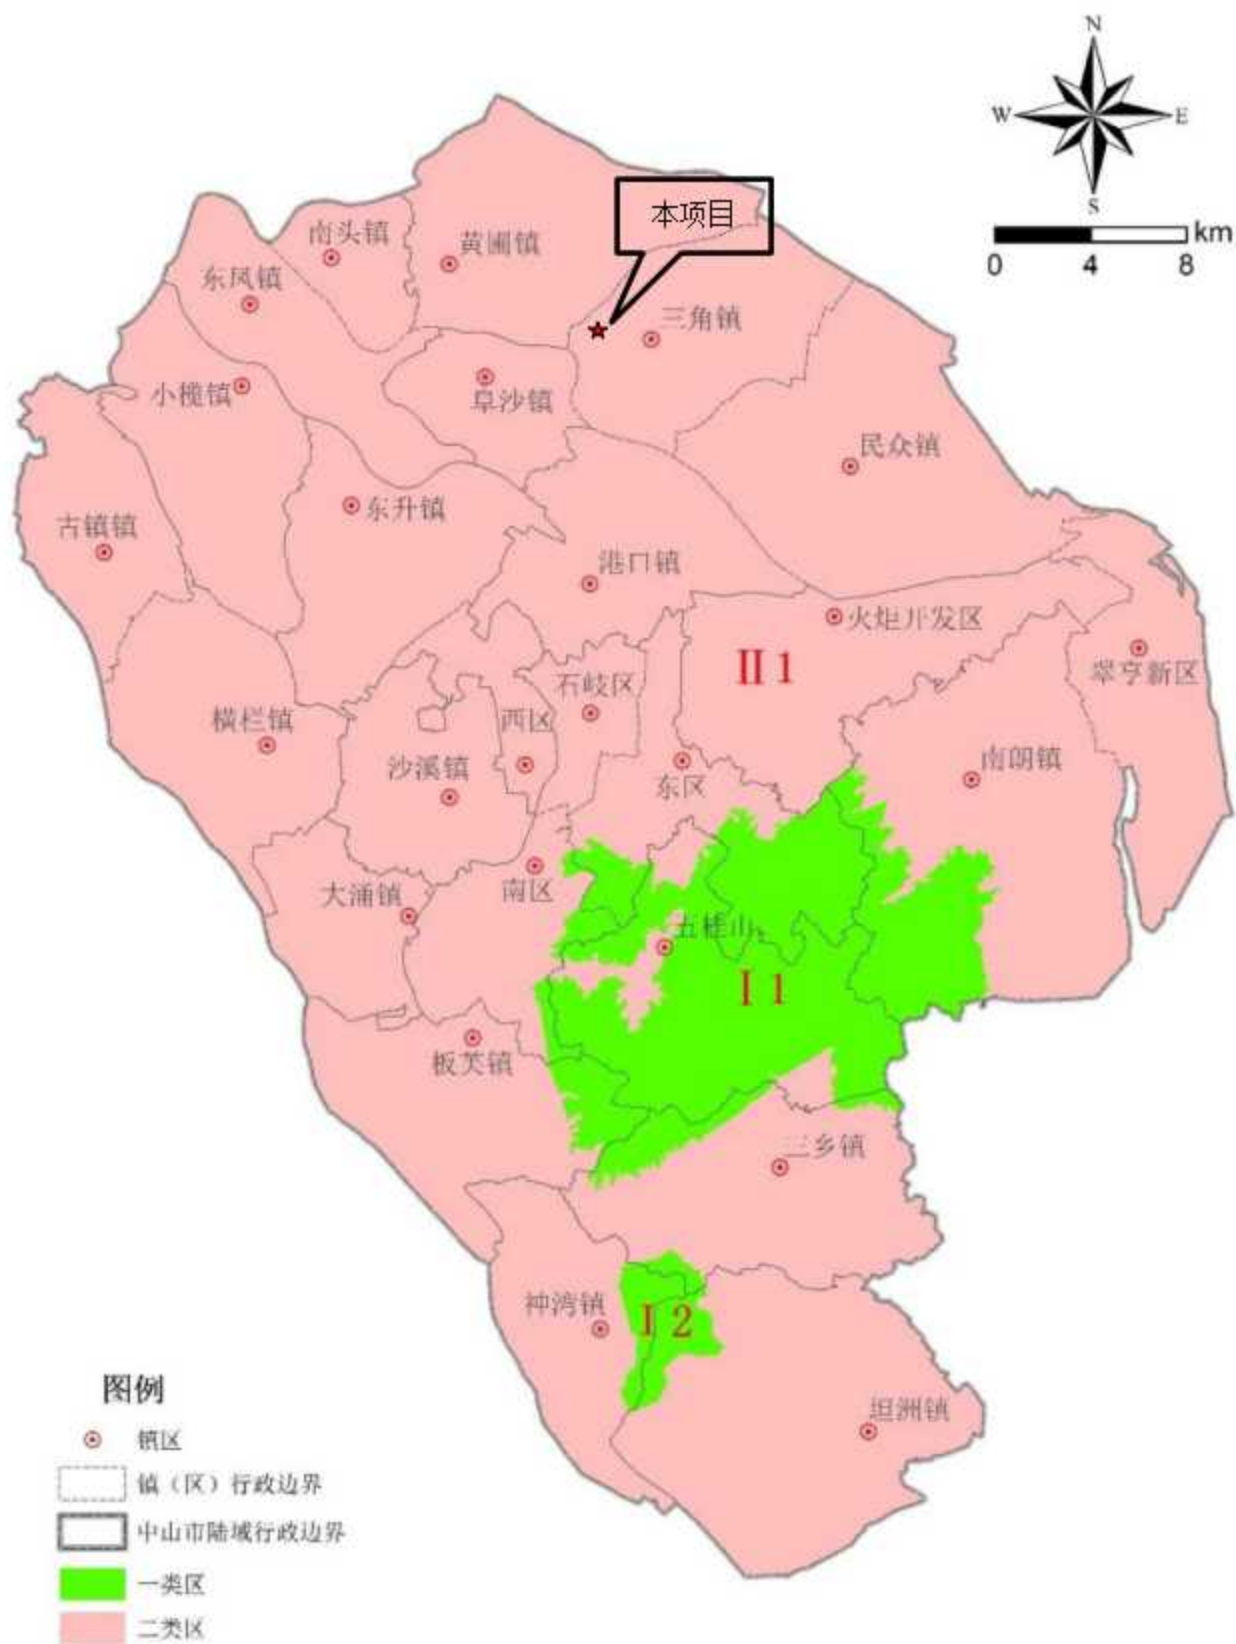 N
W E
S
km
0 4 8
本项目
南头镇
黄圃镇
东凤镇
三角镇
小榄镇
阜沙镇
民众镇
东升镇
古镇镇
港口镇
火炬开发区
II 1
翠亨新区
石岐区
横栏镇
西区
沙溪镇
东区
南朗镇
大涌镇
南区
五桂山
I 1
板芙镇
三乡镇
神湾镇
I 2
坦洲镇
图例
镇区
镇（区）行政边界
中山市陆域行政边界
一类区
二类区